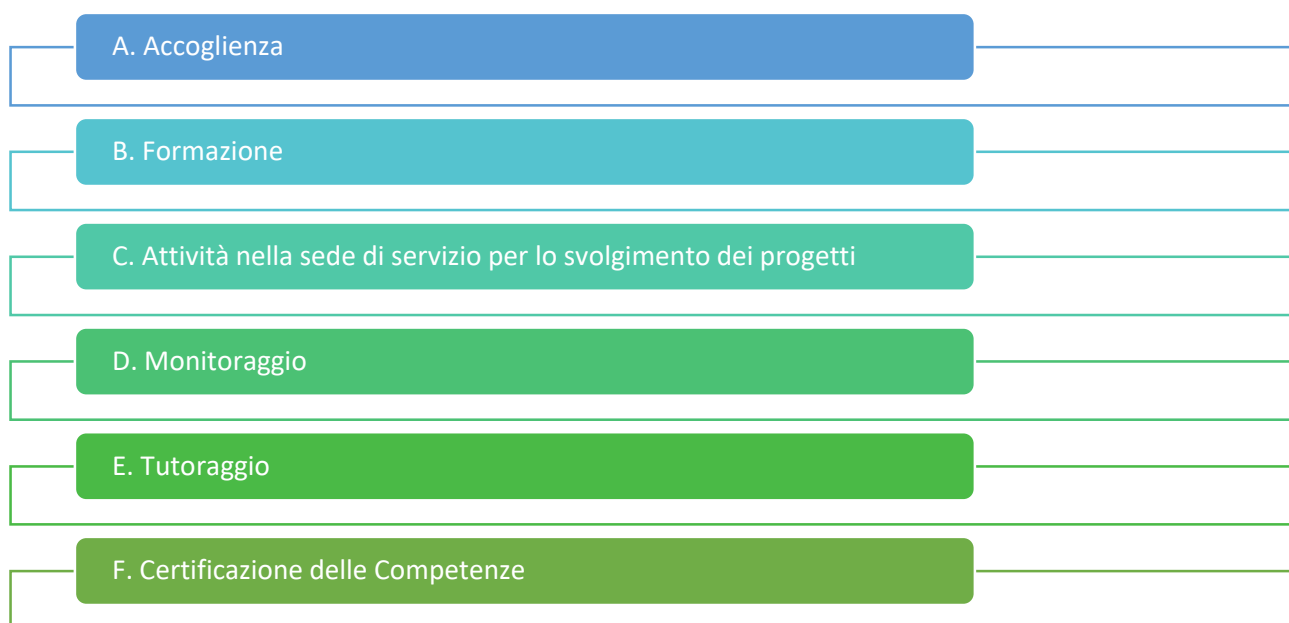 A. Accoglienza
B. Formazione
C. Attività nella sede di servizio per lo svolgimento dei progetti
D. Monitoraggio
E. Tutoraggio
F. Certificazione delle Competenze